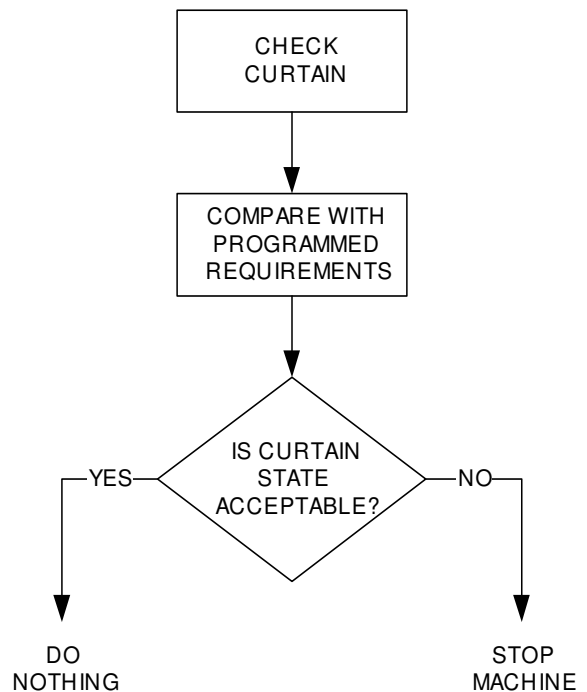 CHECK
CURTAIN
COMPARE WITH
PROGRAMMED
REQUIREMENTS
IS CURTAIN
STATE
ACCEPTABLE?
YES
NO
DO
NOTHING
STOP
MACHINE